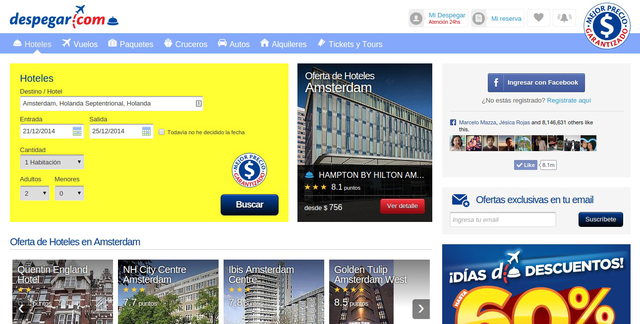 despegar.com
Mi Despegar
Atención 24hs
Mi reserva
MEJOR PRECIO
GARANTIZADO
Hoteles
Vuelos
Paquetes
Cruceros
Autos
Alquileres
Tickets y Tours
Hoteles
Destino / Hotel
Amsterdam, Holanda Septentrional, Holanda
Entrada
Salida
21/12/2014
25/12/2014
Todavía no he decidido la fecha
Cantidad
1 Habitación
Adultos
Menores
2
0
MEJOR PRECIO
GARANTIZADO
Buscar
Oferta de Hoteles
Amsterdam
HAMPTON BY HILTON AM...
8.1 puntos
desde $ 756
Ver detalle
Ingresar con Facebook
¿No estás registrado? Registrate aquí
Marcelo Mazza, Jésica Rojas and 8,146,631 others like
this.
Like
8.1m
Ofertas exclusivas en tu email
Ingresa tu email
Suscríbete
Oferta de Hoteles en Amsterdam
Quentin England
Hotel
puntos
NH City Centre
Amsterdam
7.7 puntos
Ibis Amsterdam
Centre
puntos
Golden Tulip
Amsterdam West
8.5 puntos
¡DÍAS de DESCUENTOS!
HASTA
60%